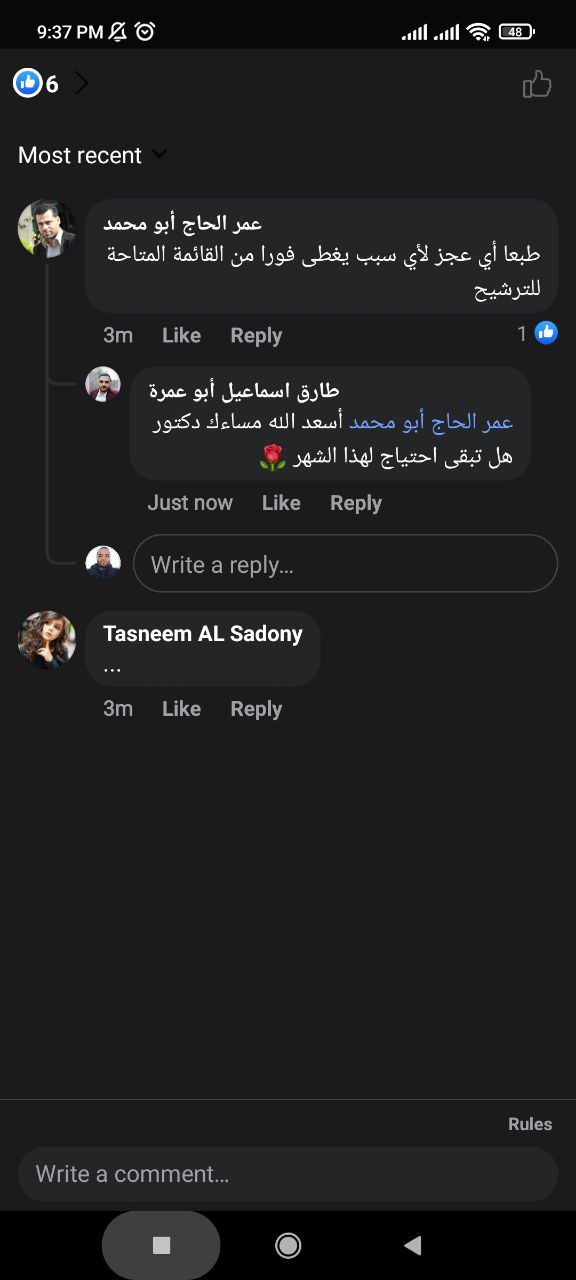 9:37 PM
48
6
Most recent
عمر الحاج أبو محمد
طبعا أي عجز لأي سبب يغطى فورا من القائمة المتاحة
للترشيح
3m Like Reply 1
طارق اسماعيل أبو عمرة
عمر الحاج أبو محمد أسعد الله مساءك دكتور
هل تبقى احتياج لهذا الشهر 🌹
Just now Like Reply
Write a reply...
Tasneem AL Sadony
...
3m Like Reply
Rules
Write a comment...